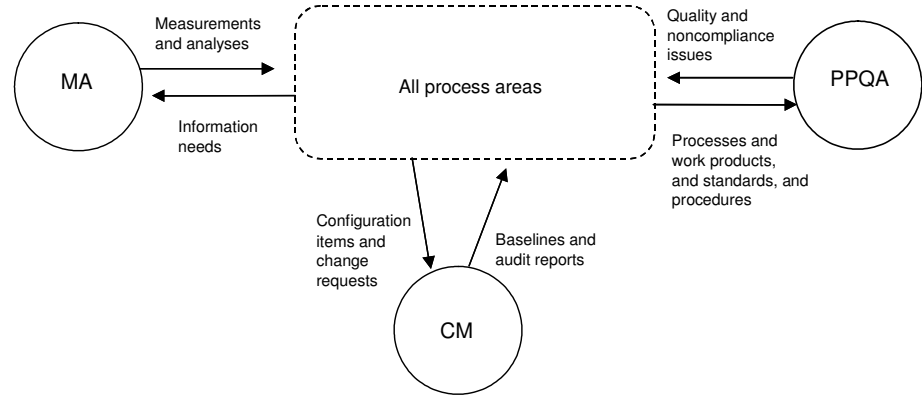 Measurements
and analyses
MA
Information
needs
All process areas
Quality and
noncompliance
issues
PPQA
Processes and
work products,
and standards, and
procedures
Configuration
items and
change
requests
Baselines and
audit reports
CM